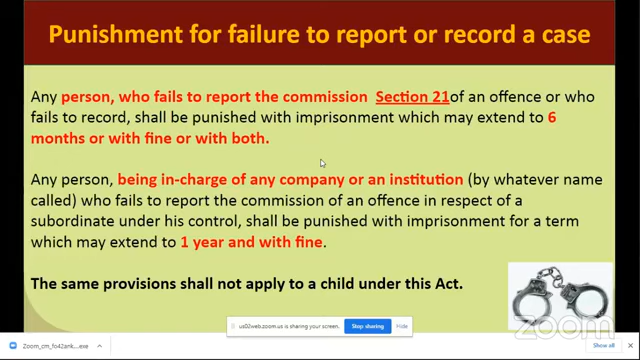 Punishment for failure to report or record a case
Any person, who fails to report the commission Section 21 of an offence or who
fails to record, shall be punished with imprisonment which may extend to 6
months or with fine or with both.
Any person, being in-charge of any company or an institution (by whatever name
called) who fails to report the commission of an offence in respect of a
subordinate under his control, shall be punished with imprisonment for a term
which may extend to 1 year and with fine.
The same provisions shall not apply to a child under this Act.
zoom
us02web.zoom.us is sharing your screen. Stop sharing Hide
Zoom_cm_fo42ank....exe Show all